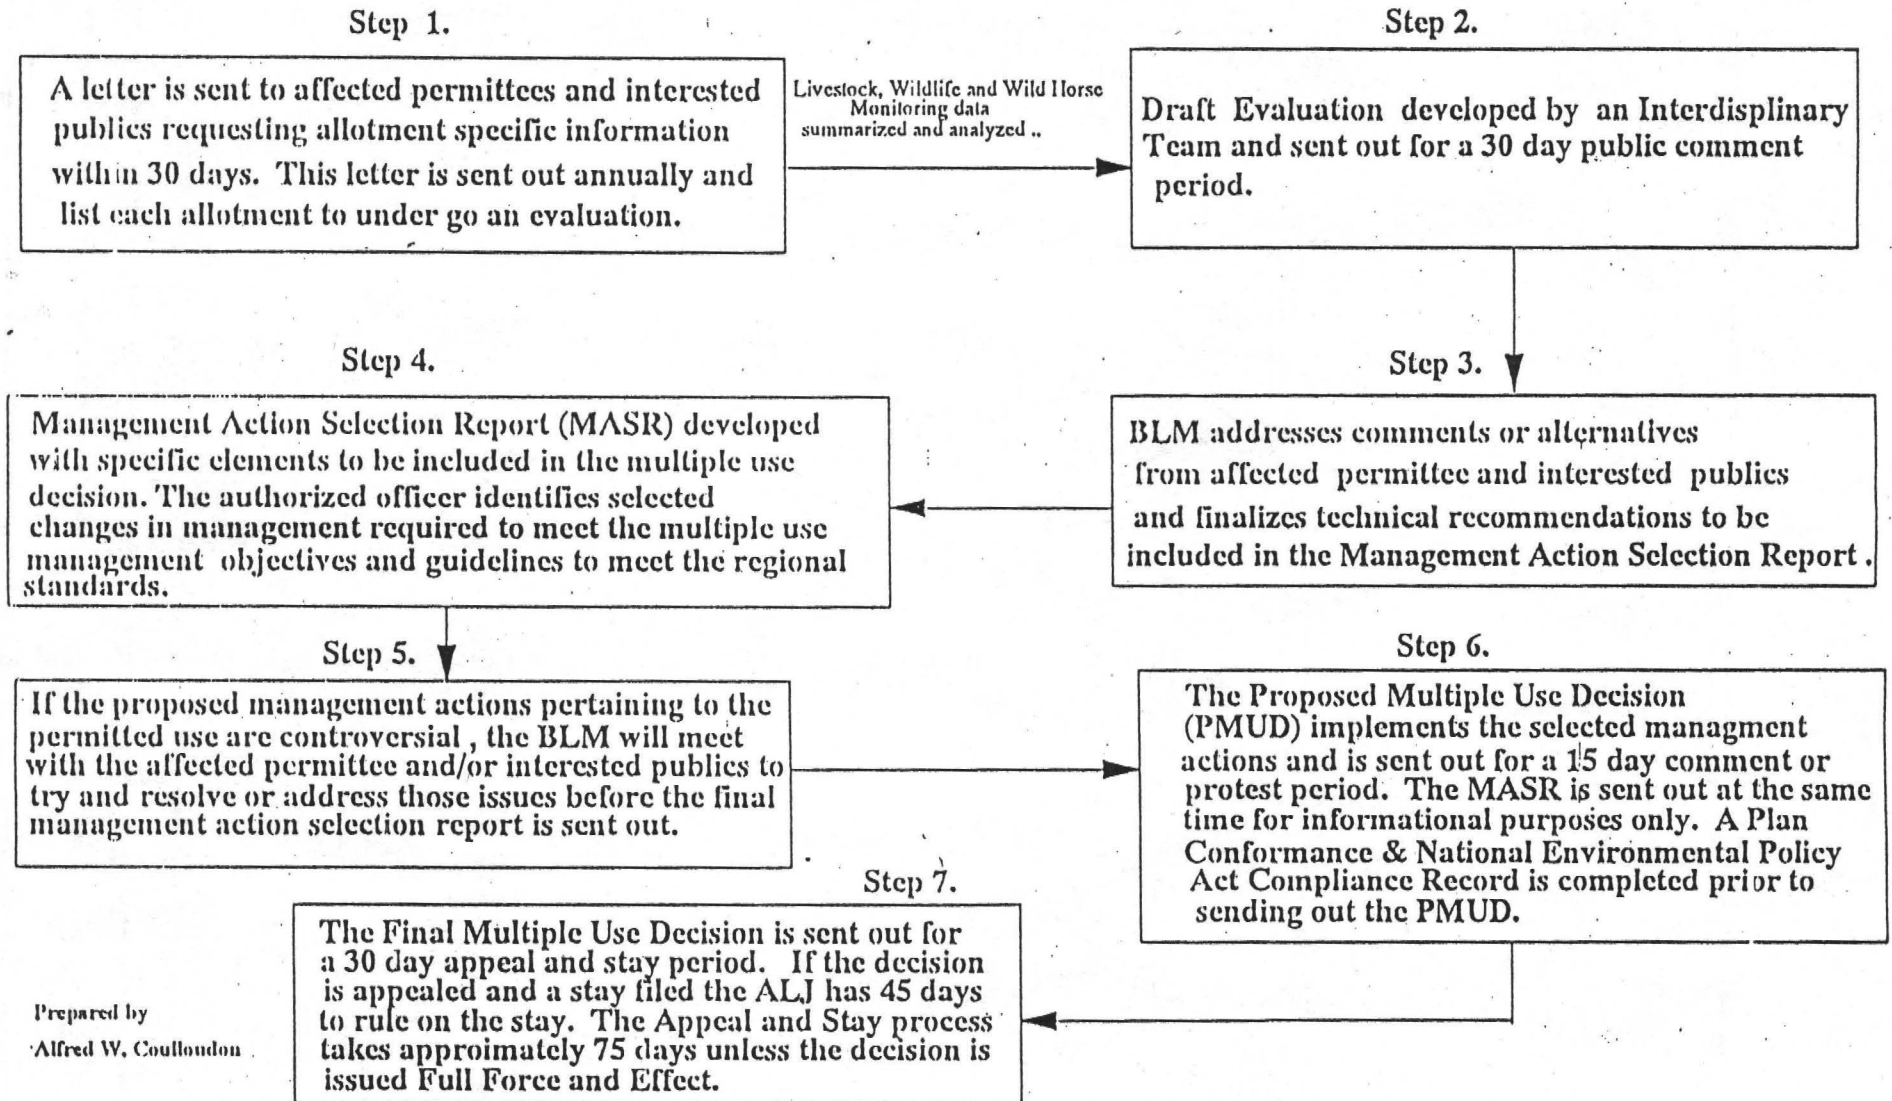 Step 1.
A letter is sent to affected permittees and interested
publics requesting allotment specific information
within 30 days. This letter is sent out annually and
list each allotment to under go an evaluation.
Livestock, Wildlife and Wild Horse
Monitoring data
summarized and analyzed ..
Step 2.
Draft Evaluation developed by an Interdisplinary
Team and sent out for a 30 day public comment
period.
Step 3.
BLM addresses comments or alternatives
from affected permittee and interested publics
and finalizes technical recommendations to be
included in the Management Action Selection Report .
Step 4.
Management Action Selection Report (MASR) developed
with specific elements to be included in the multiple use
decision. The authorized officer identifies selected
changes in management required to meet the multiple use
management objectives and guidelines to meet the regional
standards.
Step 5.
If the proposed management actions pertaining to the
permitted use are controversial , the BLM will meet
with the affected permittee and/or interested publics to
try and resolve or address those issues before the final
management action selection report is sent out.
Step 6.
The Proposed Multiple Use Decision
(PMUD) implements the selected managment
actions and is sent out for a 15 day comment or
protest period. The MASR is sent out at the same
time for informational purposes only. A Plan
Conformance & National Environmental Policy
Act Compliance Record is completed prior to
sending out the PMUD.
Step 7.
The Final Multiple Use Decision is sent out for
a 30 day appeal and stay period. If the decision
is appealed and a stay filed the ALJ has 45 days
to rule on the stay. The Appeal and Stay process
takes approimately 75 days unless the decision is
issued Full Force and Effect.
Prepared by
Alfred W. Coulloudon